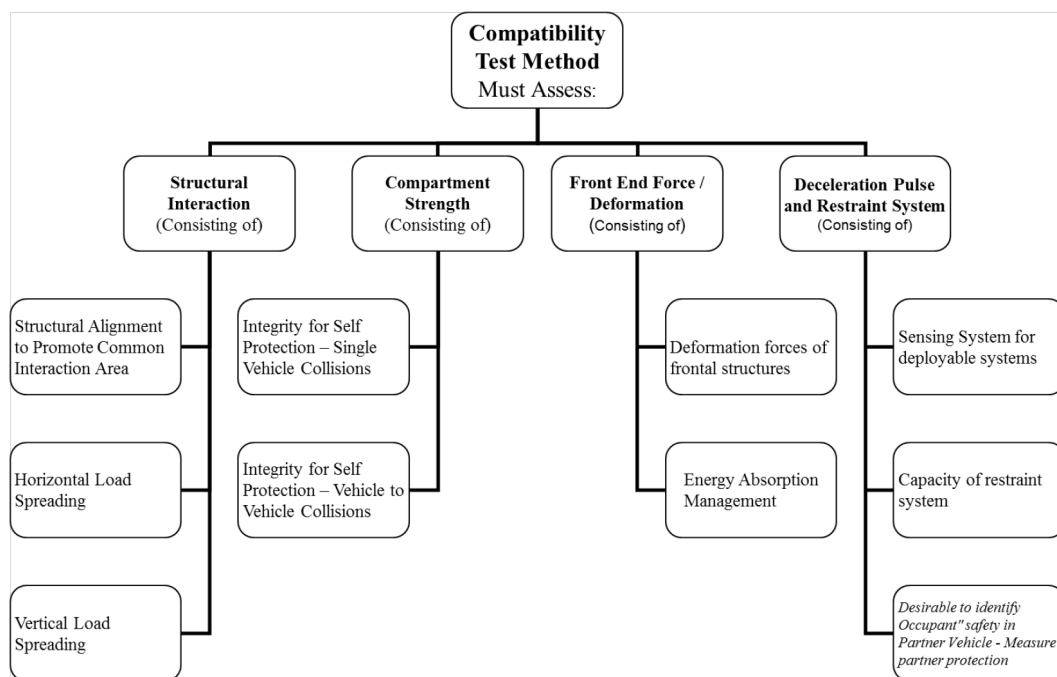 Compatibility
Test Method
Must Assess:
Structural
Interaction
(Consisting of)
Compartment
Strength
(Consisting of)
Front End Force /
Deformation
(Consisting of)
Deceleration Pulse
and Restraint System
(Consisting of)
Structural Alignment
to Promote Common
Interaction Area
Horizontal Load
Spreading
Vertical Load
Spreading
Integrity for Self
Protection – Single
Vehicle Collisions
Integrity for Self
Protection – Vehicle to
Vehicle Collisions
Deformation forces of
frontal structures
Energy Absorption
Management
Sensing System for
deployable systems
Capacity of restraint
system
Desirable to identify
Occupant" safety in
Partner Vehicle - Measure
partner protection